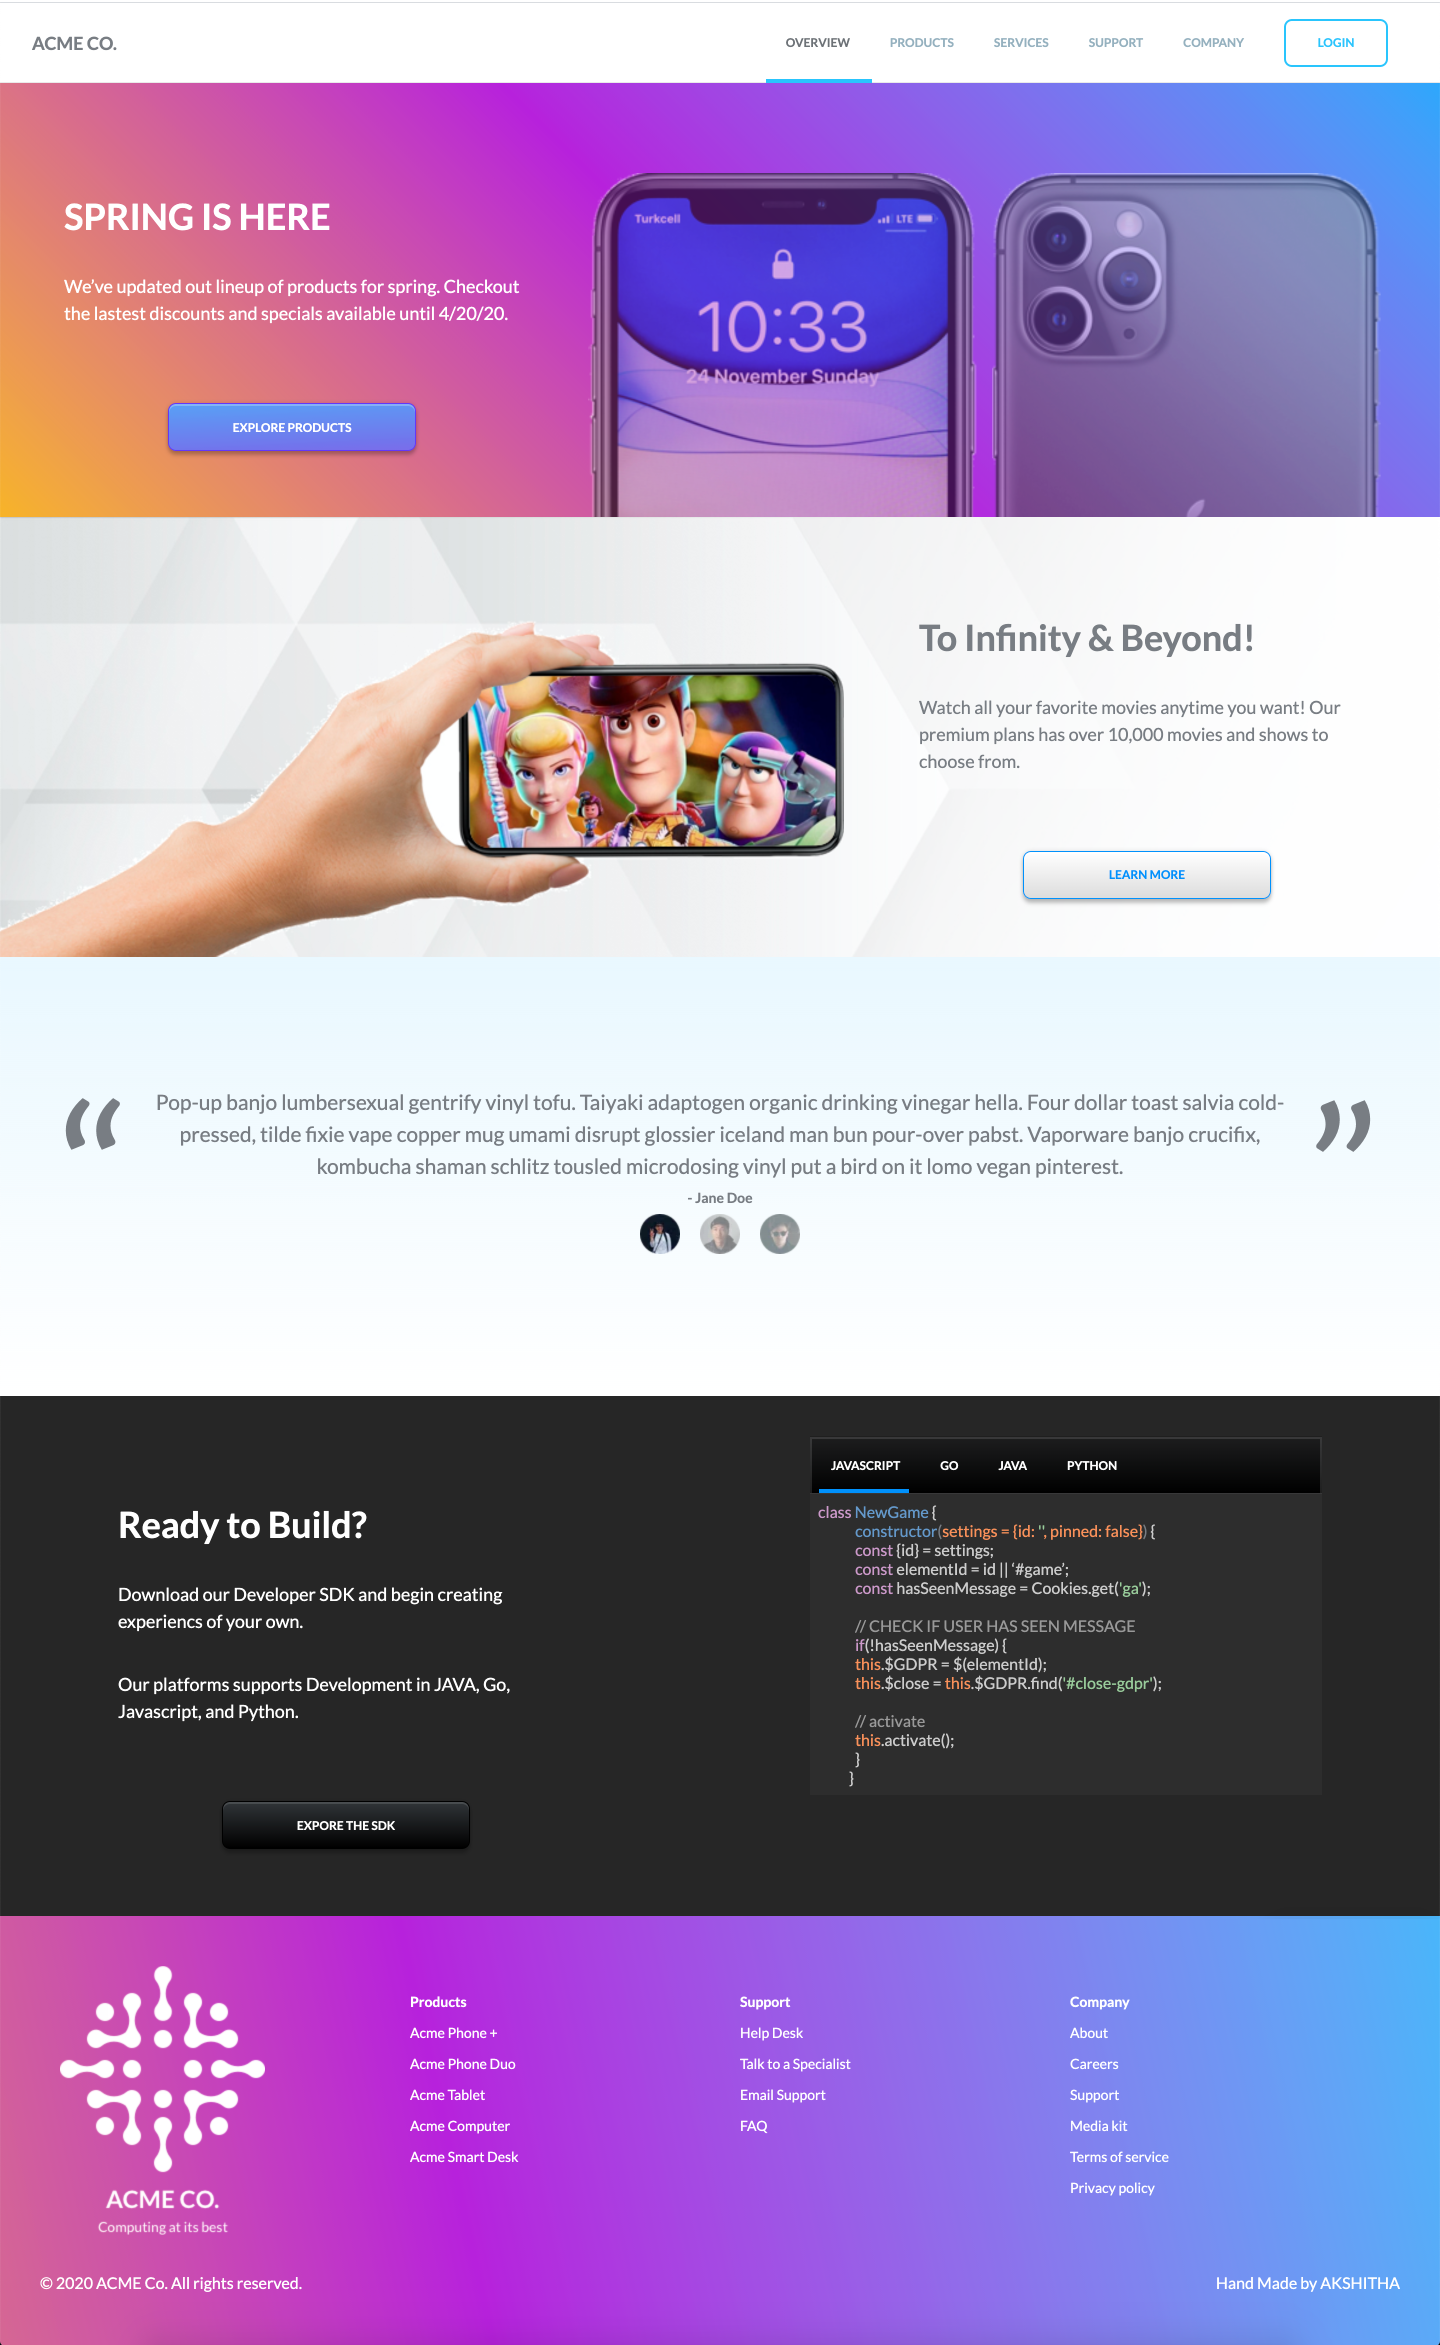 ACME CO.
OVERVIEW PRODUCTS SERVICES SUPPORT COMPANY LOGIN
SPRING IS HERE
We've updated out lineup of products for spring. Checkout
the lastest discounts and specials available until 4/20/20.
EXPLORE PRODUCTS
Turkcell LTE
10:33
24 November Sunday
To Infinity & Beyond!
Watch all your favorite movies anytime you want! Our
premium plans has over 10,000 movies and shows to
choose from.
LEARN MORE
“ Pop-up banjo lumbersexual gentrify vinyl tofu. Taiyaki adaptogen organic drinking vinegar hella. Four dollar toast salvia cold- ”
pressed, tilde fixie vape copper mug umami disrupt glossier iceland man bun pour-over pabst. Vaporware banjo crucifix,
kombucha shaman schlitz tousled microdosing vinyl put a bird on it lomo vegan pinterest.
- Jane Doe
Ready to Build?
Download our Developer SDK and begin creating
experiencs of your own.
Our platforms supports Development in JAVA, Go,
Javascript, and Python.
EXPORE THE SDK
JAVASCRIPT GO JAVA PYTHON
class NewGame {
constructor(settings = {id: '', pinned: false}) {
const {id} = settings;
const elementId = id || ‘#game’;
const hasSeenMessage = Cookies.get('ga');
// CHECK IF USER HAS SEEN MESSAGE
if(!hasSeenMessage) {
this.$GDPR = $(elementId);
this.$close = this.$GDPR.find('#close-gdpr');
// activate
this.activate();
}
}
ACME CO.
Computing at its best
Products
Acme Phone +
Acme Phone Duo
Acme Tablet
Acme Computer
Acme Smart Desk
Support
Help Desk
Talk to a Specialist
Email Support
FAQ
Company
About
Careers
Support
Media kit
Terms of service
Privacy policy
© 2020 ACME Co. All rights reserved.
Hand Made by AKSHITHA